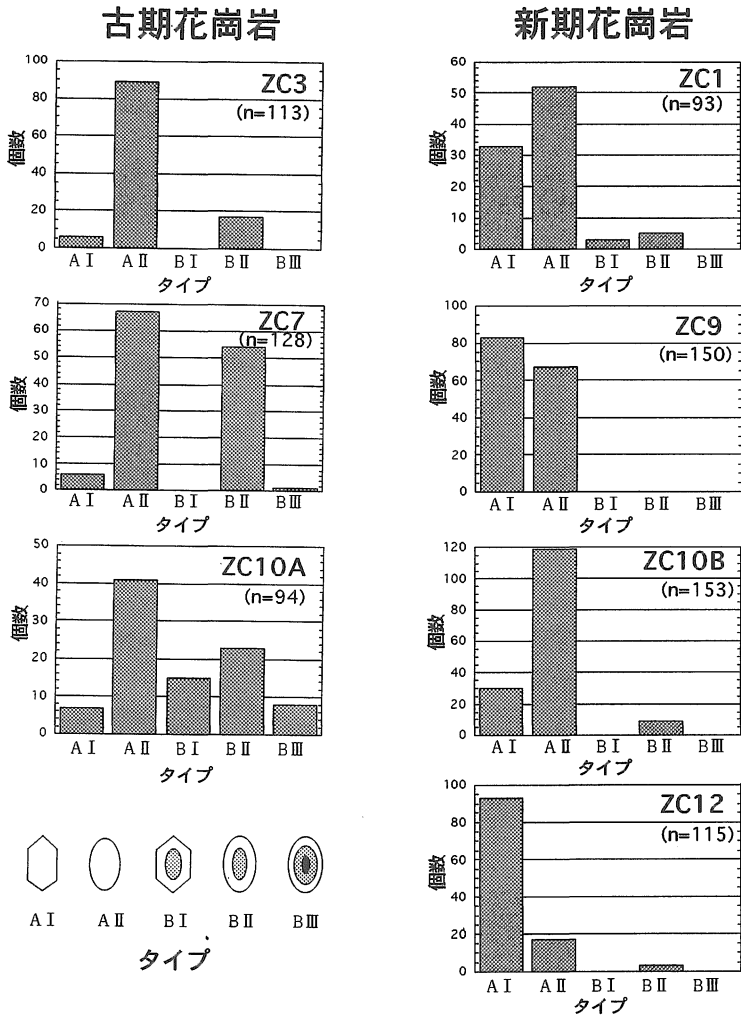 古期花崗岩
ZC3
(n=113)
個数
100
80
60
40
20
0
AⅠ AⅡ BⅠ BⅡ BⅢ
タイプ
ZC7
(n=128)
個数
70
60
50
40
30
20
10
0
AⅠ AⅡ BⅠ BⅡ BⅢ
タイプ
ZC10A
(n=94)
個数
50
40
30
20
10
0
AⅠ AⅡ BⅠ BⅡ BⅢ
タイプ
AⅠ AⅡ BⅠ BⅡ BⅢ
タイプ
新期花崗岩
ZC1
(n=93)
個数
60
50
40
30
20
10
0
AⅠ AⅡ BⅠ BⅡ BⅢ
タイプ
ZC9
(n=150)
個数
100
80
60
40
20
0
AⅠ AⅡ BⅠ BⅡ BⅢ
タイプ
ZC10B
(n=153)
個数
120
100
80
60
40
20
0
AⅠ AⅡ BⅠ BⅡ BⅢ
タイプ
ZC12
(n=115)
個数
100
80
60
40
20
0
AⅠ AⅡ BⅠ BⅡ BⅢ
タイプ